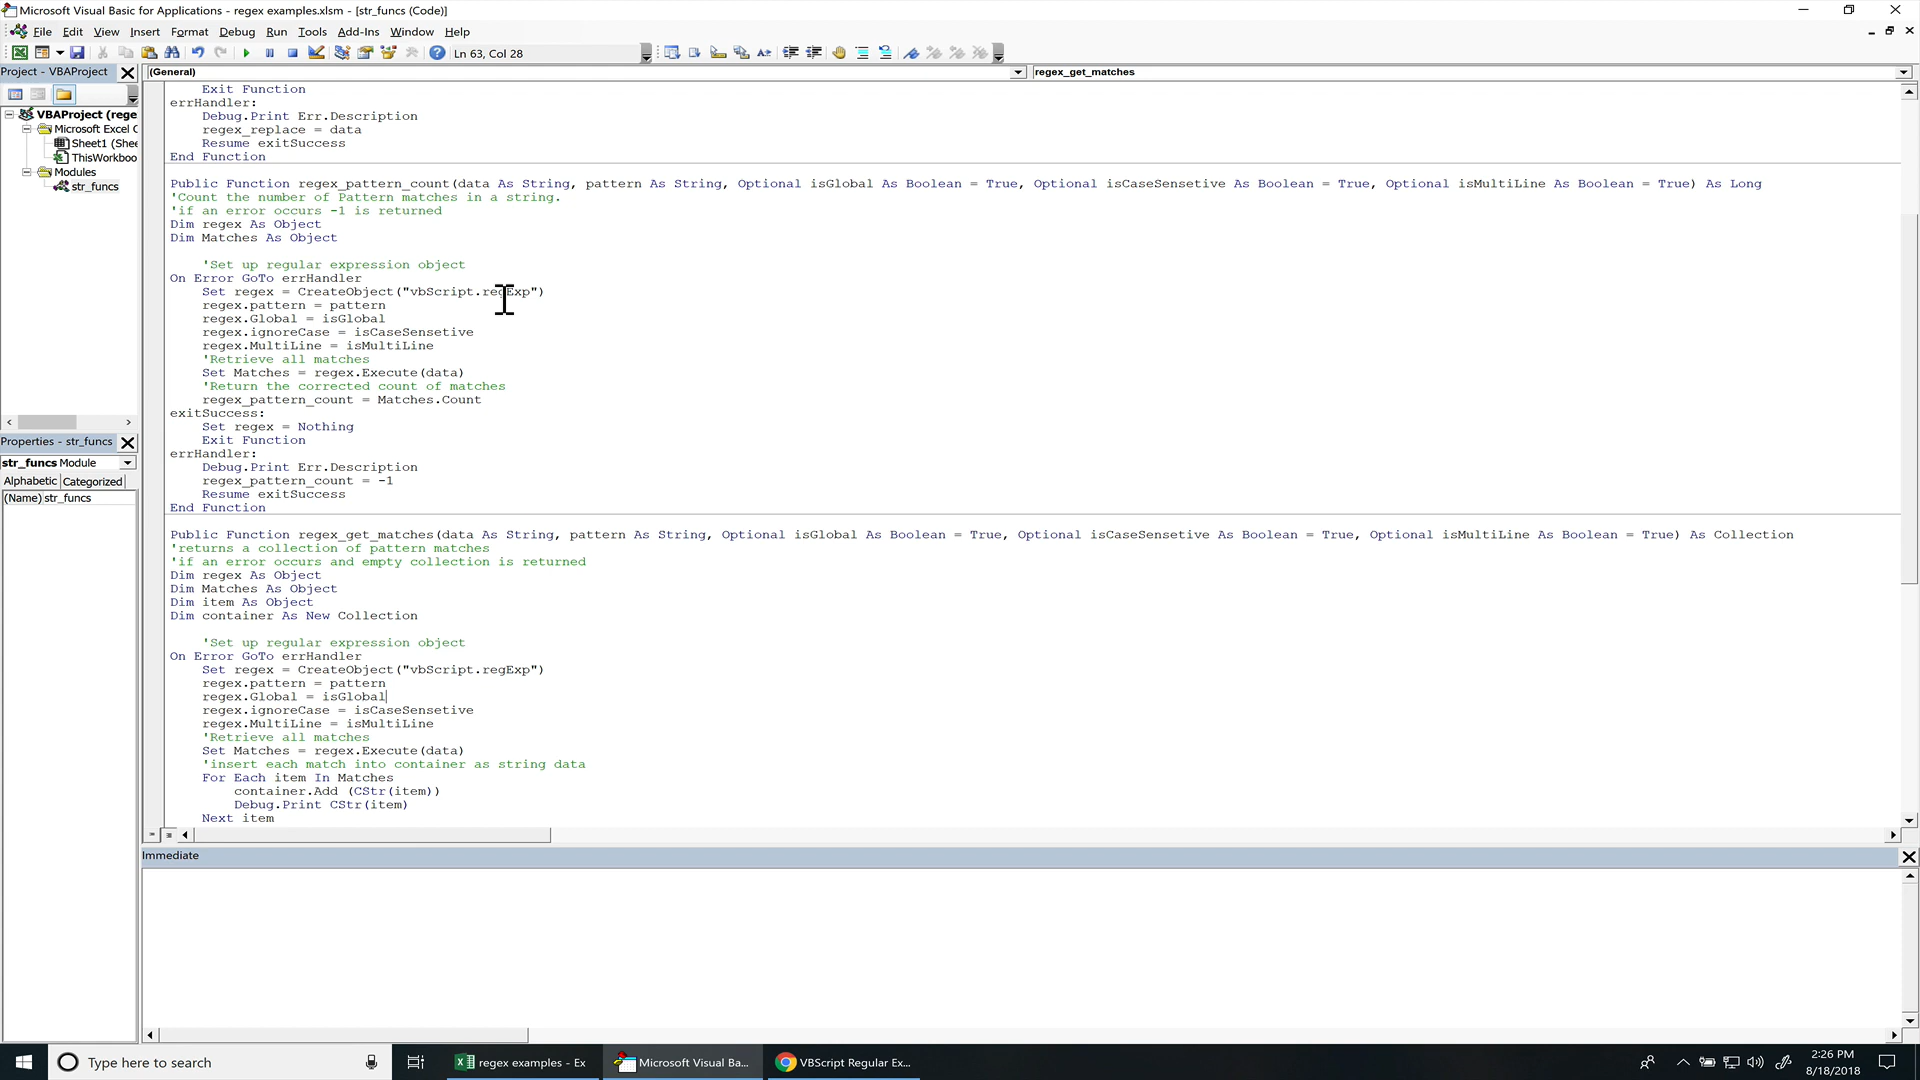 Microsoft Visual Basic for Applications - regex examples.xlsm - [str_funcs (Code)]
File Edit View Insert Format Debug Run Tools Add-Ins Window Help
Ln 63, Col 28
Project - VBAProject
(General)
regex_get_matches
VBAProject (rege
Microsoft Excel O
Sheet1 (Shee
ThisWorkboo
Modules
str_funcs
Properties - str_funcs
str_funcs Module
Alphabetic Categorized
(Name) str_funcs
Exit Function
errHandler:
Debug.Print Err.Description
regex_replace = data
Resume exitSuccess
End Function
Public Function regex_pattern_count(data As String, pattern As String, Optional isGlobal As Boolean = True, Optional isCaseSensetive As Boolean = True, Optional isMultiLine As Boolean = True) As Long
'Count the number of Pattern matches in a string.
'if an error occurs -1 is returned
Dim regex As Object
Dim Matches As Object
'Set up regular expression object
On Error GoTo errHandler
Set regex = CreateObject("vbScript.regExp")
regex.pattern = pattern
regex.Global = isGlobal
regex.ignoreCase = isCaseSensetive
regex.MultiLine = isMultiLine
'Retrieve all matches
Set Matches = regex.Execute(data)
'Return the corrected count of matches
regex_pattern_count = Matches.Count
exitSuccess:
Set regex = Nothing
Exit Function
errHandler:
Debug.Print Err.Description
regex_pattern_count = -1
Resume exitSuccess
End Function
Public Function regex_get_matches(data As String, pattern As String, Optional isGlobal As Boolean = True, Optional isCaseSensetive As Boolean = True, Optional isMultiLine As Boolean = True) As Collection
'returns a collection of pattern matches
'if an error occurs and empty collection is returned
Dim regex As Object
Dim Matches As Object
Dim item As Object
Dim container As New Collection
'Set up regular expression object
On Error GoTo errHandler
Set regex = CreateObject("vbScript.regExp")
regex.pattern = pattern
regex.Global = isGlobal
regex.ignoreCase = isCaseSensetive
regex.MultiLine = isMultiLine
'Retrieve all matches
Set Matches = regex.Execute(data)
'insert each match into container as string data
For Each item In Matches
container.Add (CStr(item))
Debug.Print CStr(item)
Next item
Immediate
Type here to search
regex examples - Ex
Microsoft Visual Ba...
VBScript Regular Ex...
2:26 PM
8/18/2018